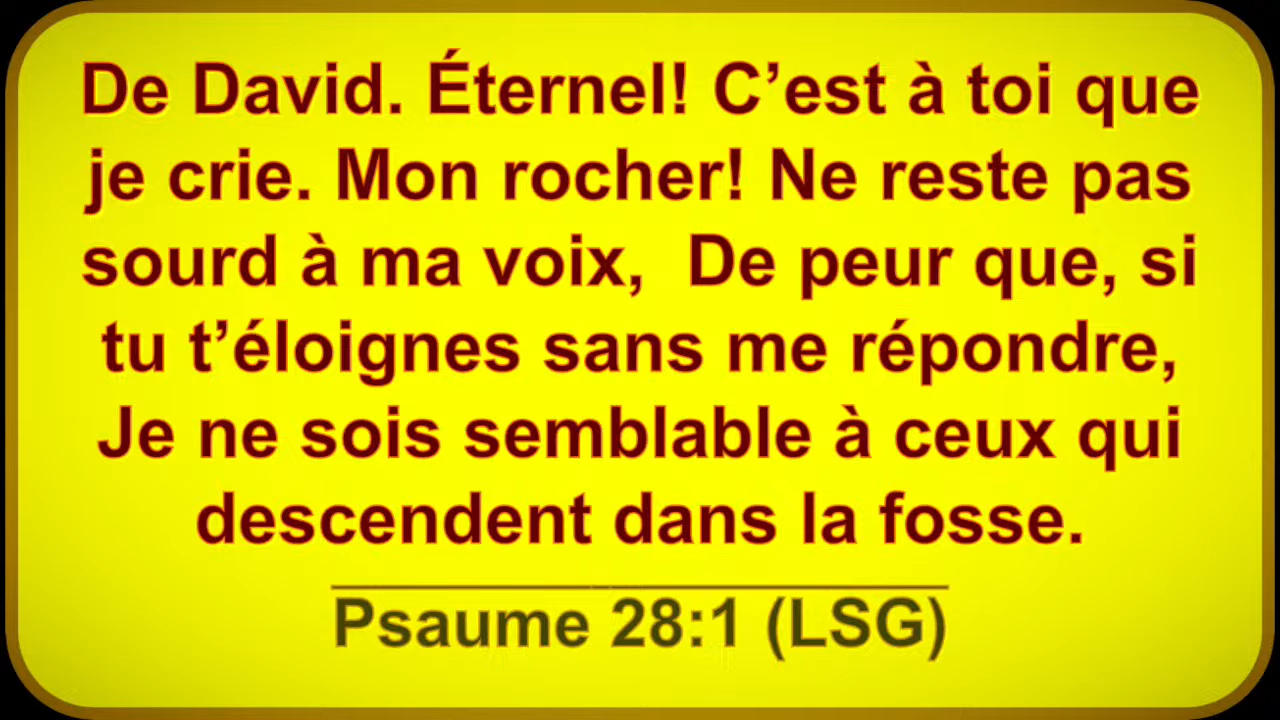 De David. Éternel! C’est à toi que
je crie. Mon rocher! Ne reste pas
sourd à ma voix,  De peur que, si
tu t’éloignes sans me répondre,
Je ne sois semblable à ceux qui
descendent dans la fosse.
Psaume 28:1 (LSG)